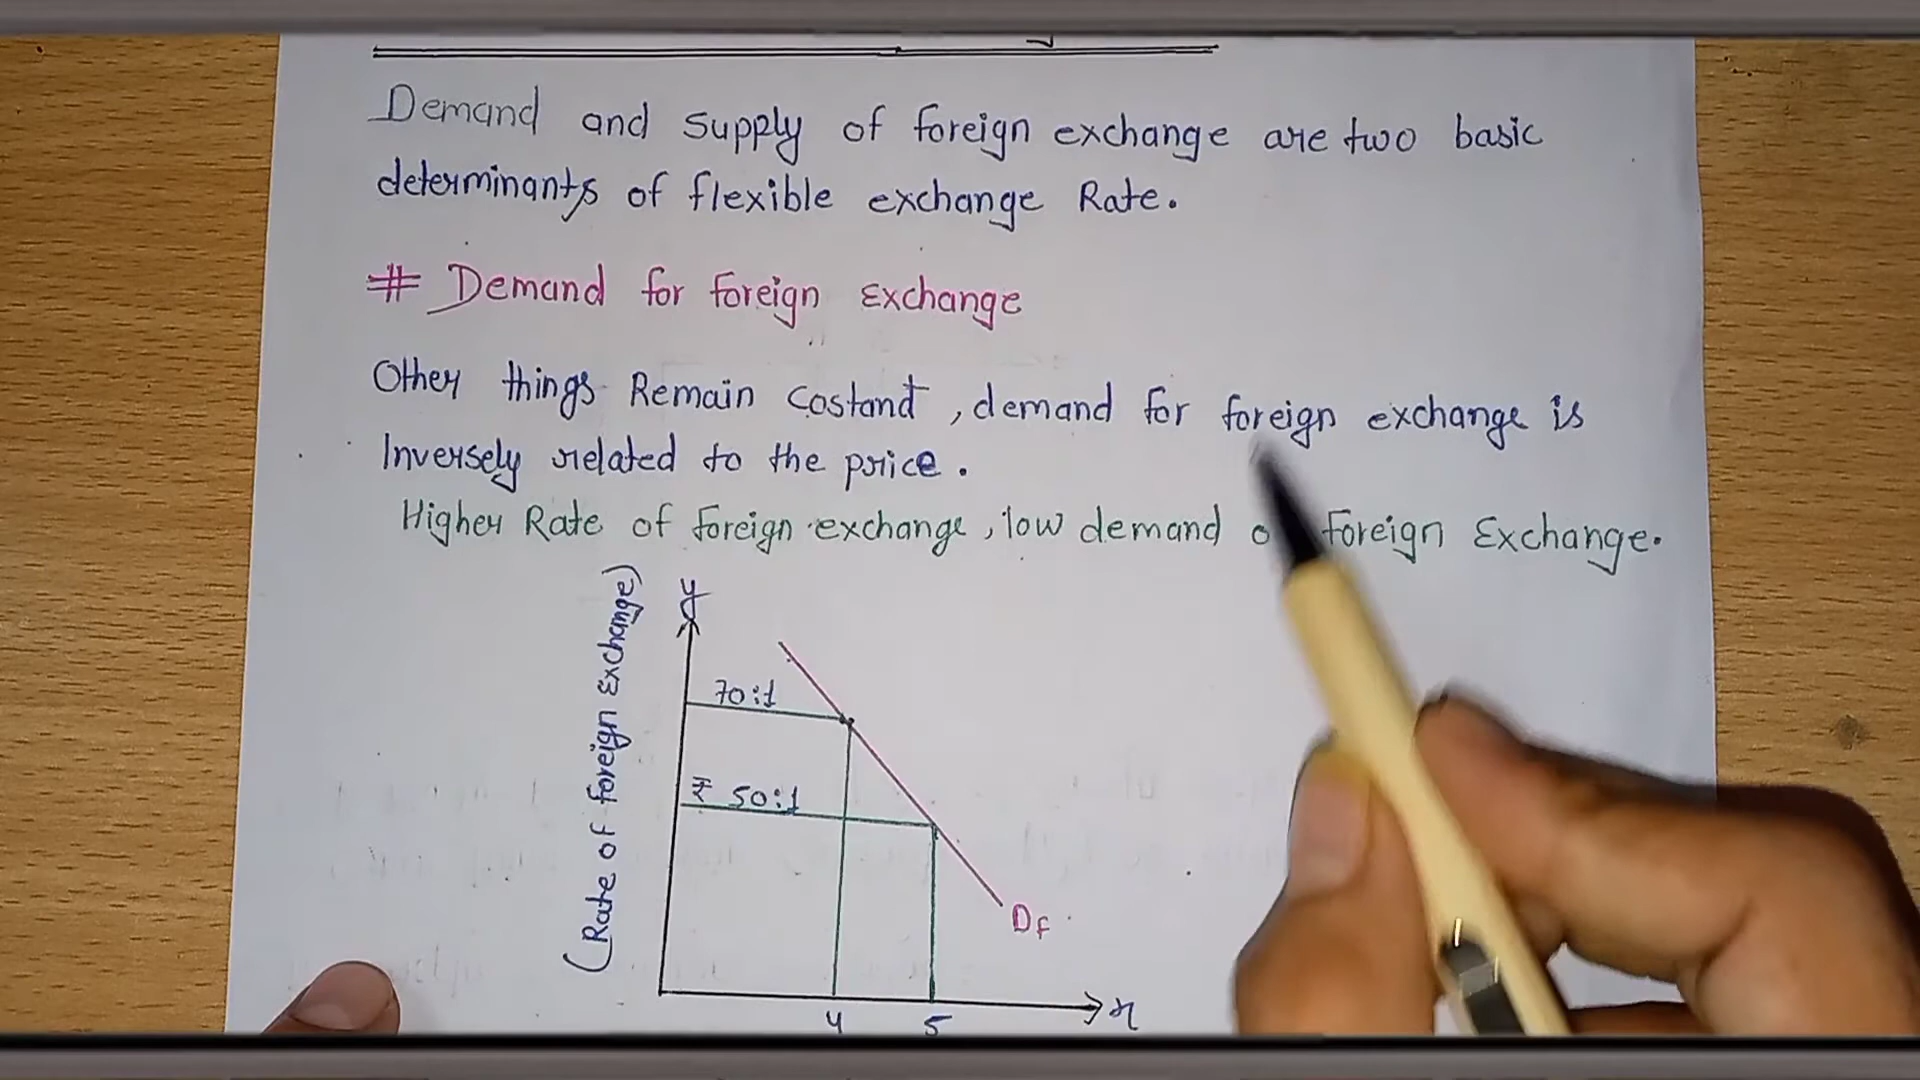 Demand and supply of foreign exchange are two basic
determinants of flexible exchange Rate.
# Demand for foreign Exchange
Other things Remain Costant , demand for foreign exchange is
Inversely related to the price .
Higher Rate of foreign exchange , low demand foreign Exchange.
(Rate of foreign Exchange)
y
70:1
₹ 50:1
Df
x
4 5